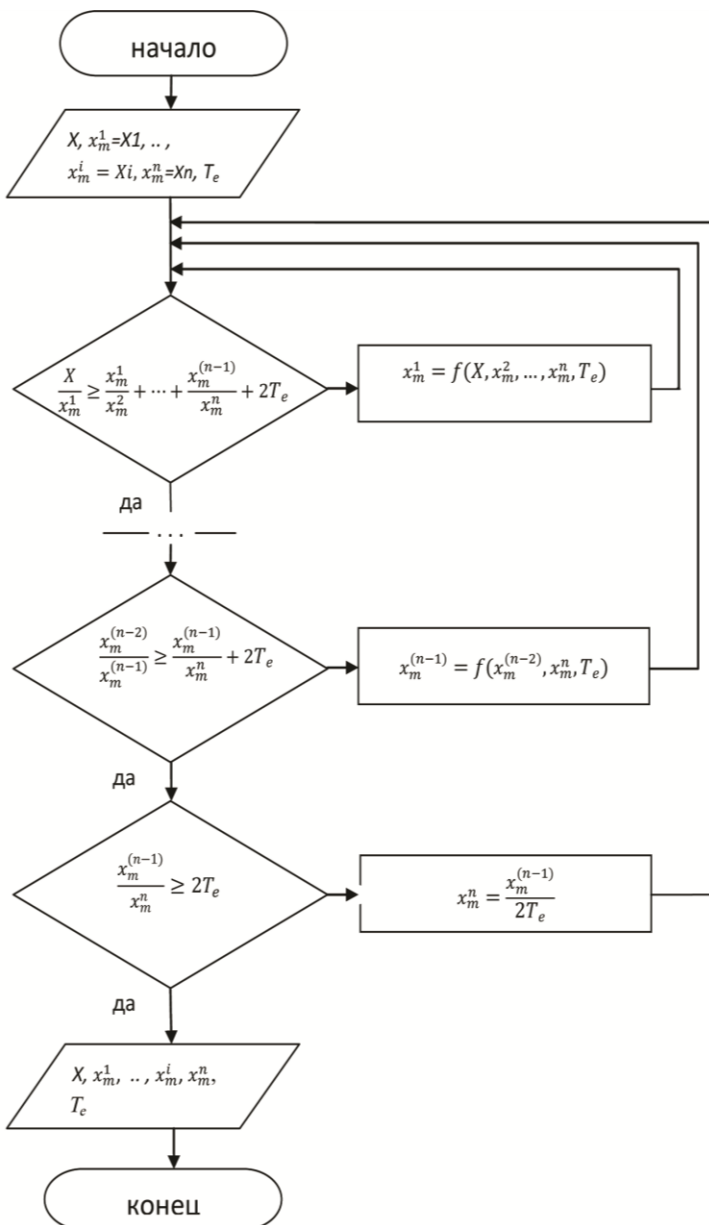 начало
X, x_m^1=X1, .. ,
x_m^i = Xi, x_m^n=Xn, T_e
X/x_m^1 ≥ x_m^1/x_m^2 + ⋯ + x_m^(n-1)/x_m^n + 2T_e
x_m^1 = f(X, x_m^2, ..., x_m^n, T_e)
да
...
x_m^(n-2)/x_m^(n-1) ≥ x_m^(n-1)/x_m^n + 2T_e
x_m^(n-1) = f(x_m^(n-2), x_m^n, T_e)
да
x_m^(n-1)/x_m^n ≥ 2T_e
x_m^n = x_m^(n-1)/2T_e
да
X, x_m^1, .. , x_m^i, x_m^n,
T_e
конец